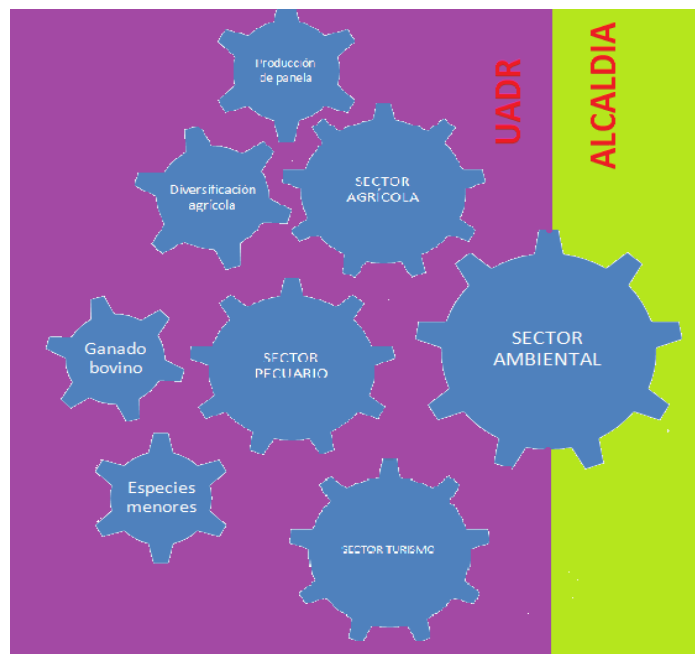 Producción
de panela
UADR
ALCALDIA
Diversificación
agrícola
SECTOR
AGRÍCOLA
Ganado
bovino
SECTOR
PECUARIO
SECTOR
AMBIENTAL
Especies
menores
SECTOR TURISMO